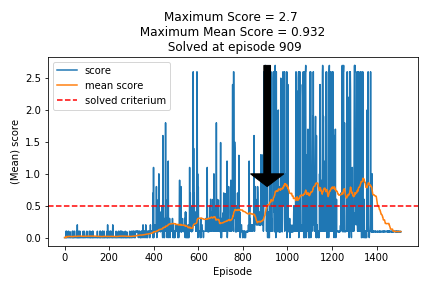 Maximum Score = 2.7
Maximum Mean Score = 0.932
Solved at episode 909
score
mean score
solved criterium
(Mean) score
2.5
2.0
1.5
1.0
0.5
0.0
0 200 400 600 800 1000 1200 1400
Episode